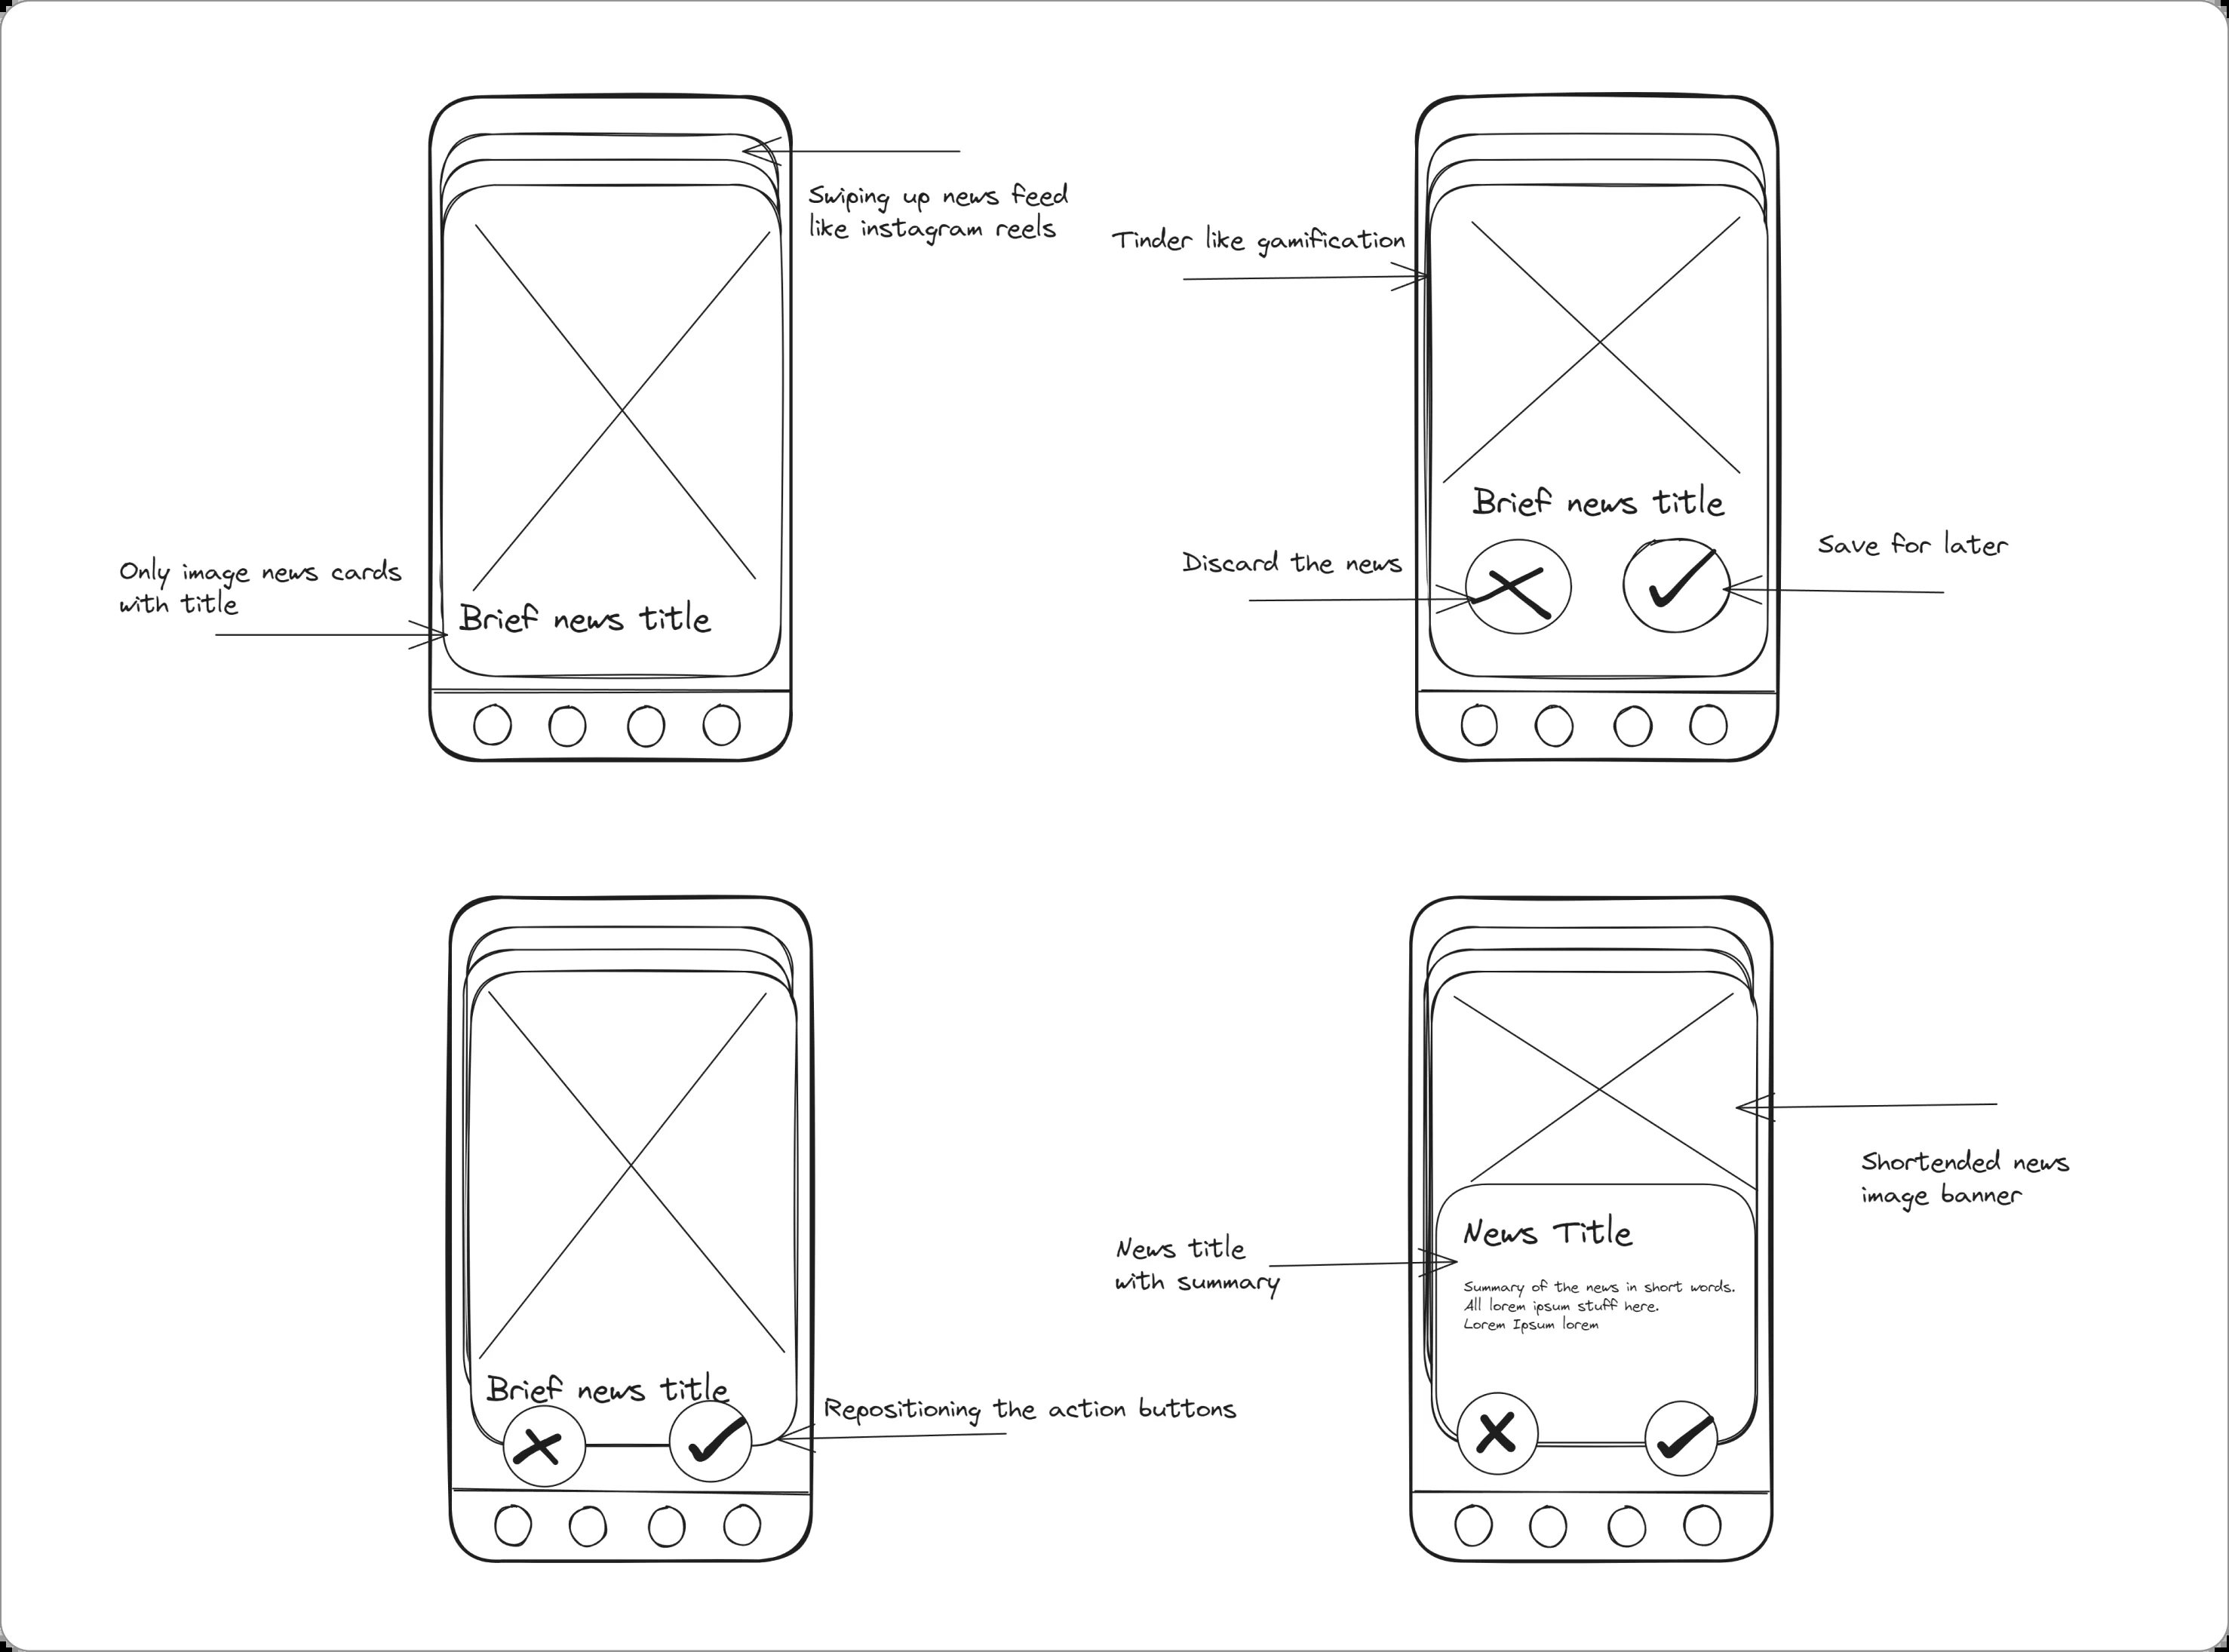 Swiping up news feed
like instagram reels
Only image news cards
with title
Brief news title
Tinder like gamification
Brief news title
Discard the news
Save for later
Brief news title
Repositioning the action buttons
Shortended news
image banner
News title
with summary
News Title
Summary of the news in short words.
All lorem ipsum stuff here.
Lorem Ipsum lorem